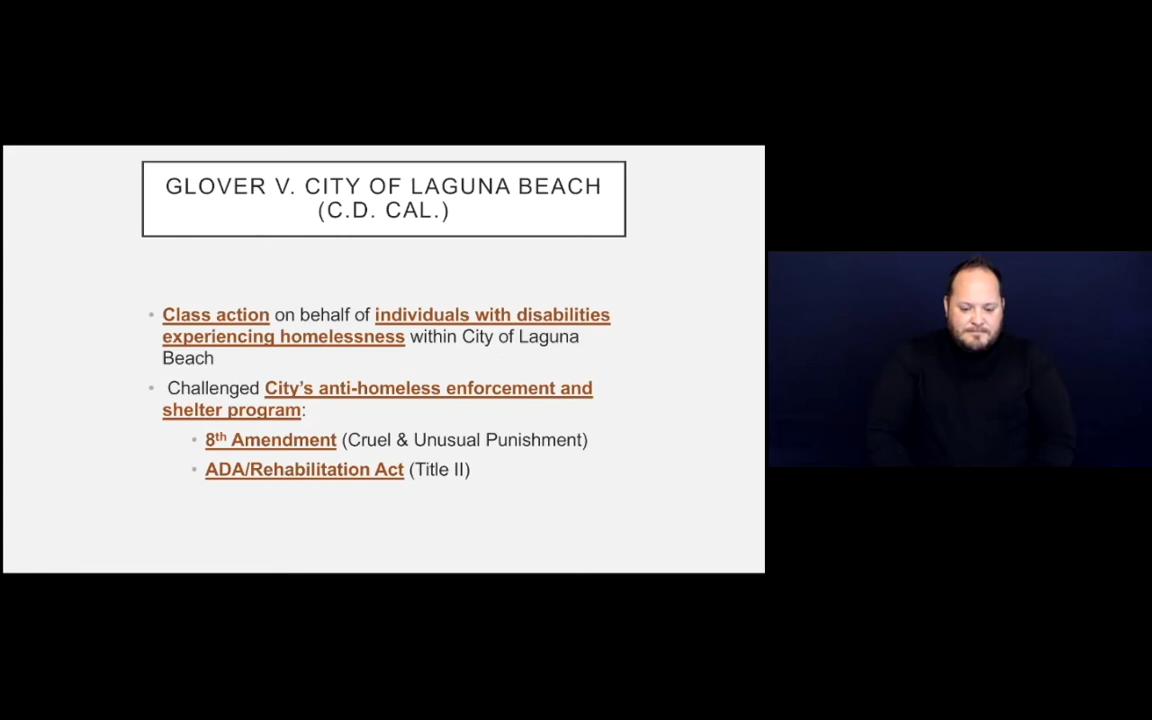 GLOVER V. CITY OF LAGUNA BEACH
(C.D. CAL.)
• Class action on behalf of individuals with disabilities
experiencing homelessness within City of Laguna
Beach
• Challenged City’s anti-homeless enforcement and
shelter program:
• 8th Amendment (Cruel & Unusual Punishment)
• ADA/Rehabilitation Act (Title II)